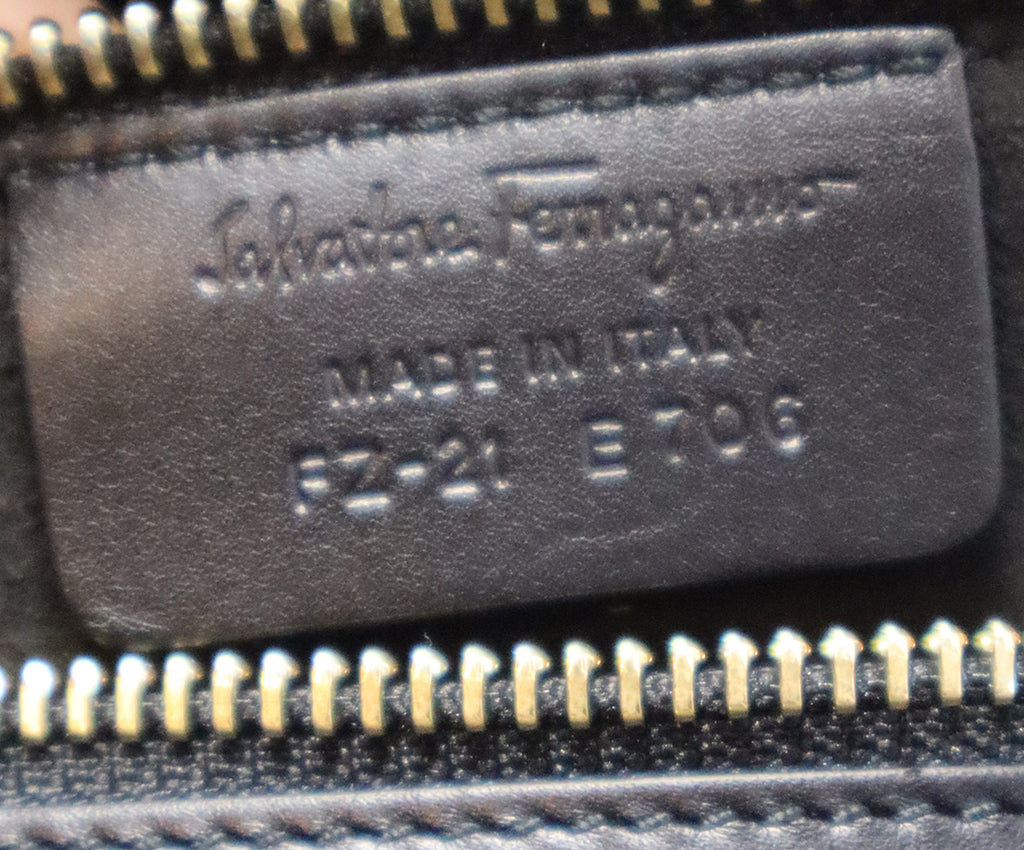 Salvatore Ferragamo
MADE IN ITALY
FZ-21 E 706